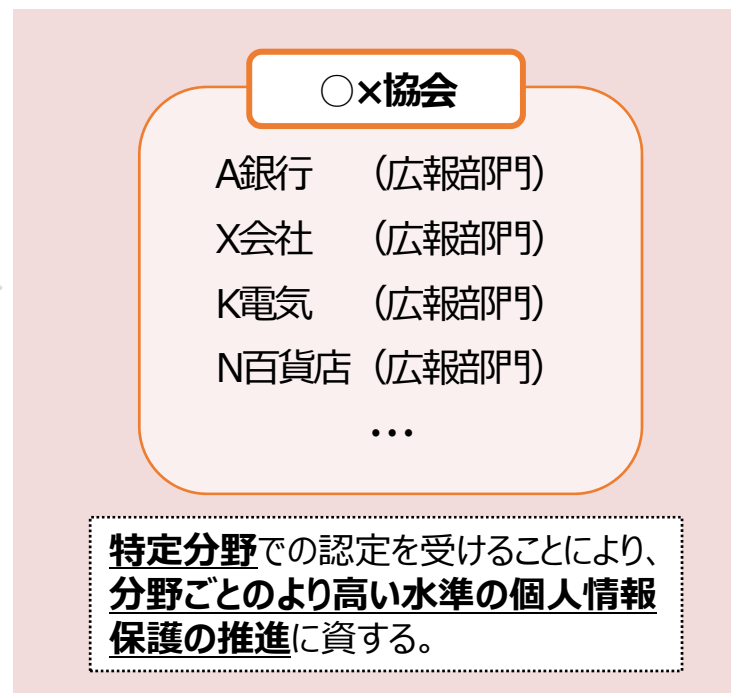 ○×協会
A銀行 （広報部門）
X会社 （広報部門）
K電気 （広報部門）
N百貨店（広報部門）
…
特定分野での認定を受けることにより、
分野ごとのより高い水準の個人情報
保護の推進に資する。